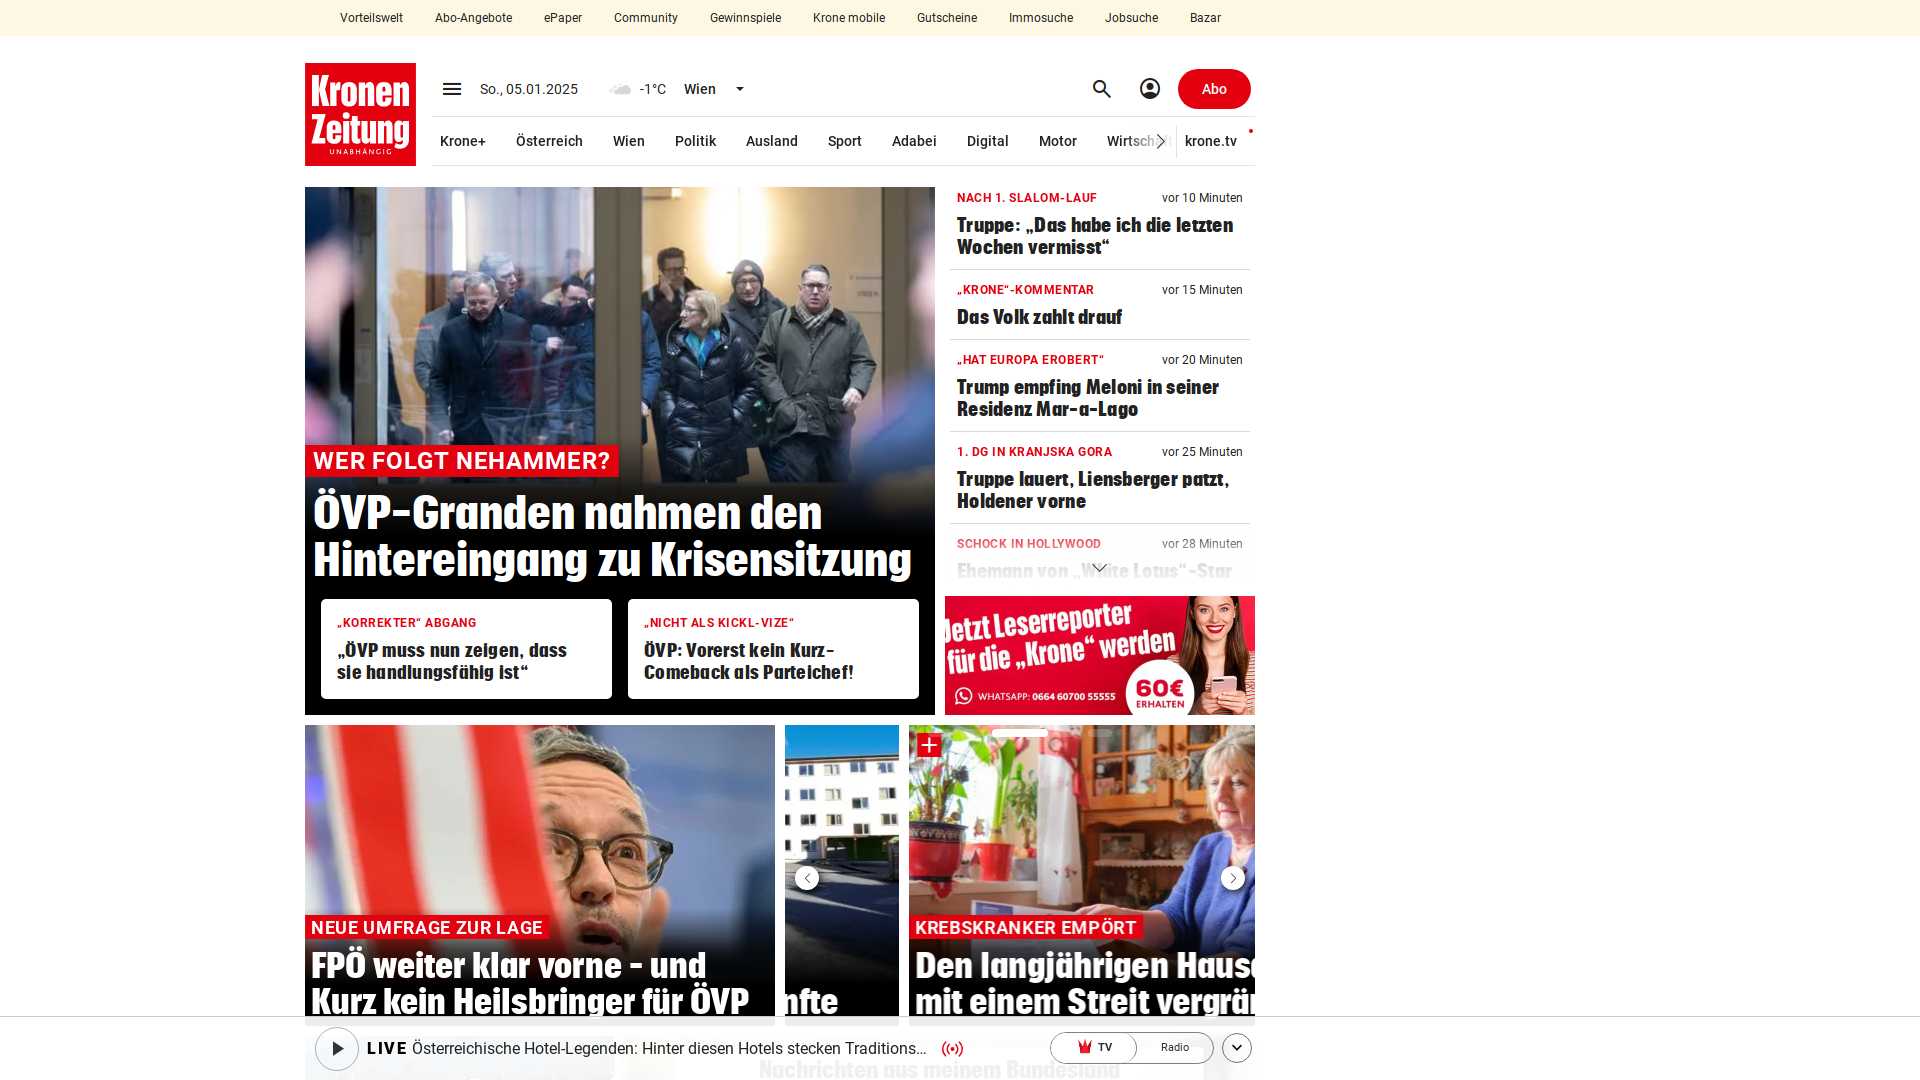 Vorteilswelt Abo-Angebote ePaper Community Gewinnspiele Krone mobile Gutscheine Immosuche Jobsuche Bazar
Kronen
Zeitung
UNABHÄNGIG
So., 05.01.2025 -1°C Wien
Abo
Krone+ Österreich Wien Politik Ausland Sport Adabei Digital Motor krone.tv
WER FOLGT NEHAMMER?
ÖVP-Granden nahmen den
Hintereingang zu Krisensitzung
„KORREKTER“ ABGANG
„ÖVP muss nun zeigen, dass
sie handlungsfähig ist“
„NICHT ALS KICKL-VIZE“
ÖVP: Vorerst kein Kurz-
Comeback als Parteichef!
NACH 1. SLALOM-LAUF vor 10 Minuten
Truppe: „Das habe ich die letzten
Wochen vermisst“
„KRONE“-KOMMENTAR vor 15 Minuten
Das Volk zahlt drauf
„HAT EUROPA EROBERT“ vor 20 Minuten
Trump empfing Meloni in seiner
Residenz Mar-a-Lago
1. DG IN KRANJSKA GORA vor 25 Minuten
Truppe lauert, Liensberger patzt,
Holdener vorne
SCHOCK IN HOLLYWOOD vor 28 Minuten
Ehemann von „White Lotus“-Star
Jetzt Leserreporter
für die „Krone“ werden
WHATSAPP: 0664 60700 55555
60€
ERHALTEN
NEUE UMFRAGE ZUR LAGE
FPÖ weiter klar vorne – und
Kurz kein Heilsbringer für ÖVP
nfte
KREBSKRANKER EMPÖRT
Den langjährigen
mit einem Streit
LIVE Österreichische Hotel-Legenden: Hinter diesen Hotels stecken Traditions...
TV Radio
Nachrichten aus meinem Bundesland